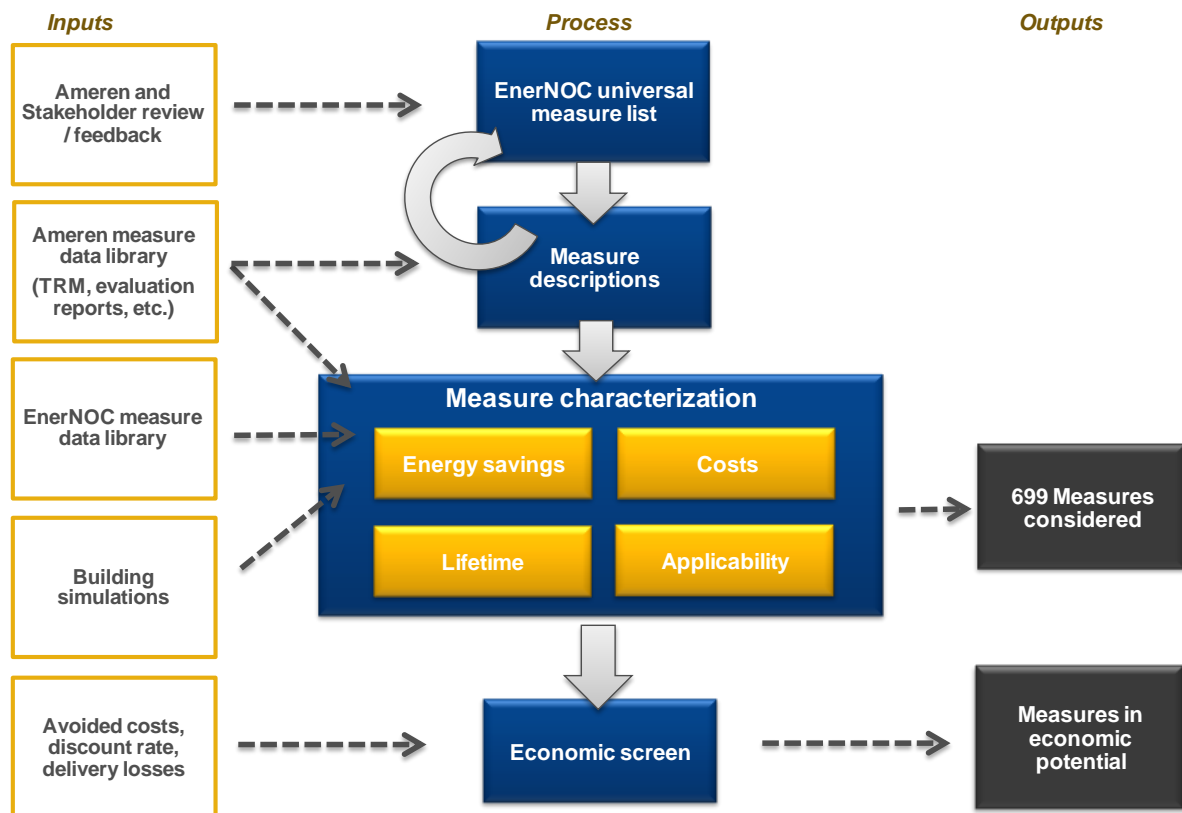 Inputs
Process
Outputs
Ameren and
Stakeholder review
/ feedback
EnerNOC universal
measure list
Ameren measure
data library
(TRM, evaluation
reports, etc.)
Measure
descriptions
EnerNOC measure
data library
Measure characterization
Energy savings
Costs
Lifetime
Applicability
699 Measures
considered
Building
simulations
Avoided costs,
discount rate,
delivery losses
Economic screen
Measures in
economic
potential